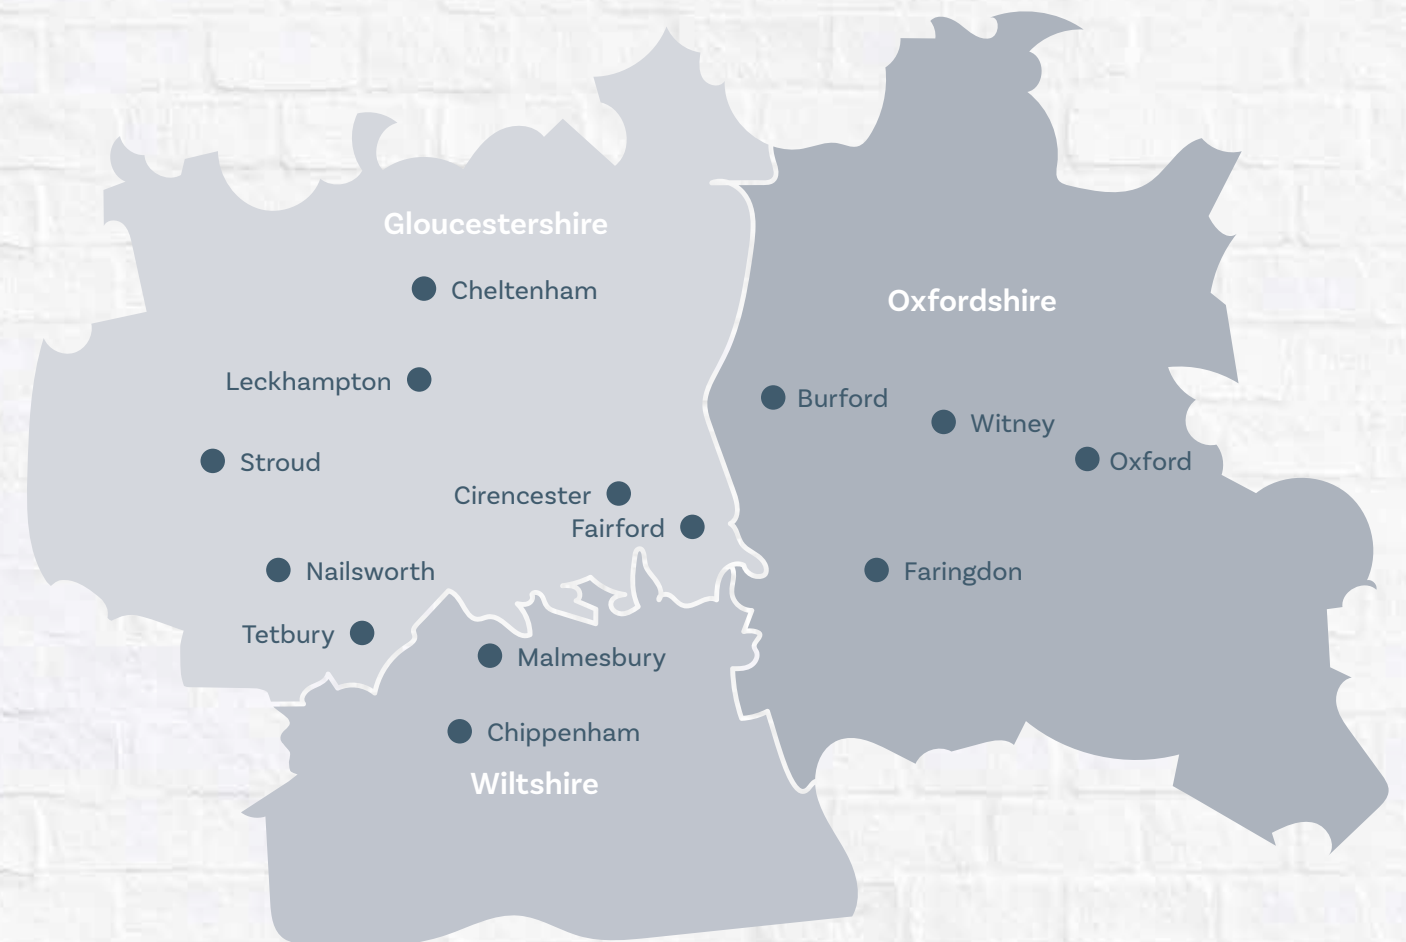 Gloucestershire
Cheltenham
Oxfordshire
Leckhampton
Burford
Witney
Stroud
Oxford
Cirencester
Fairford
Nailsworth
Faringdon
Tetbury
Malmesbury
Chippenham
Wiltshire